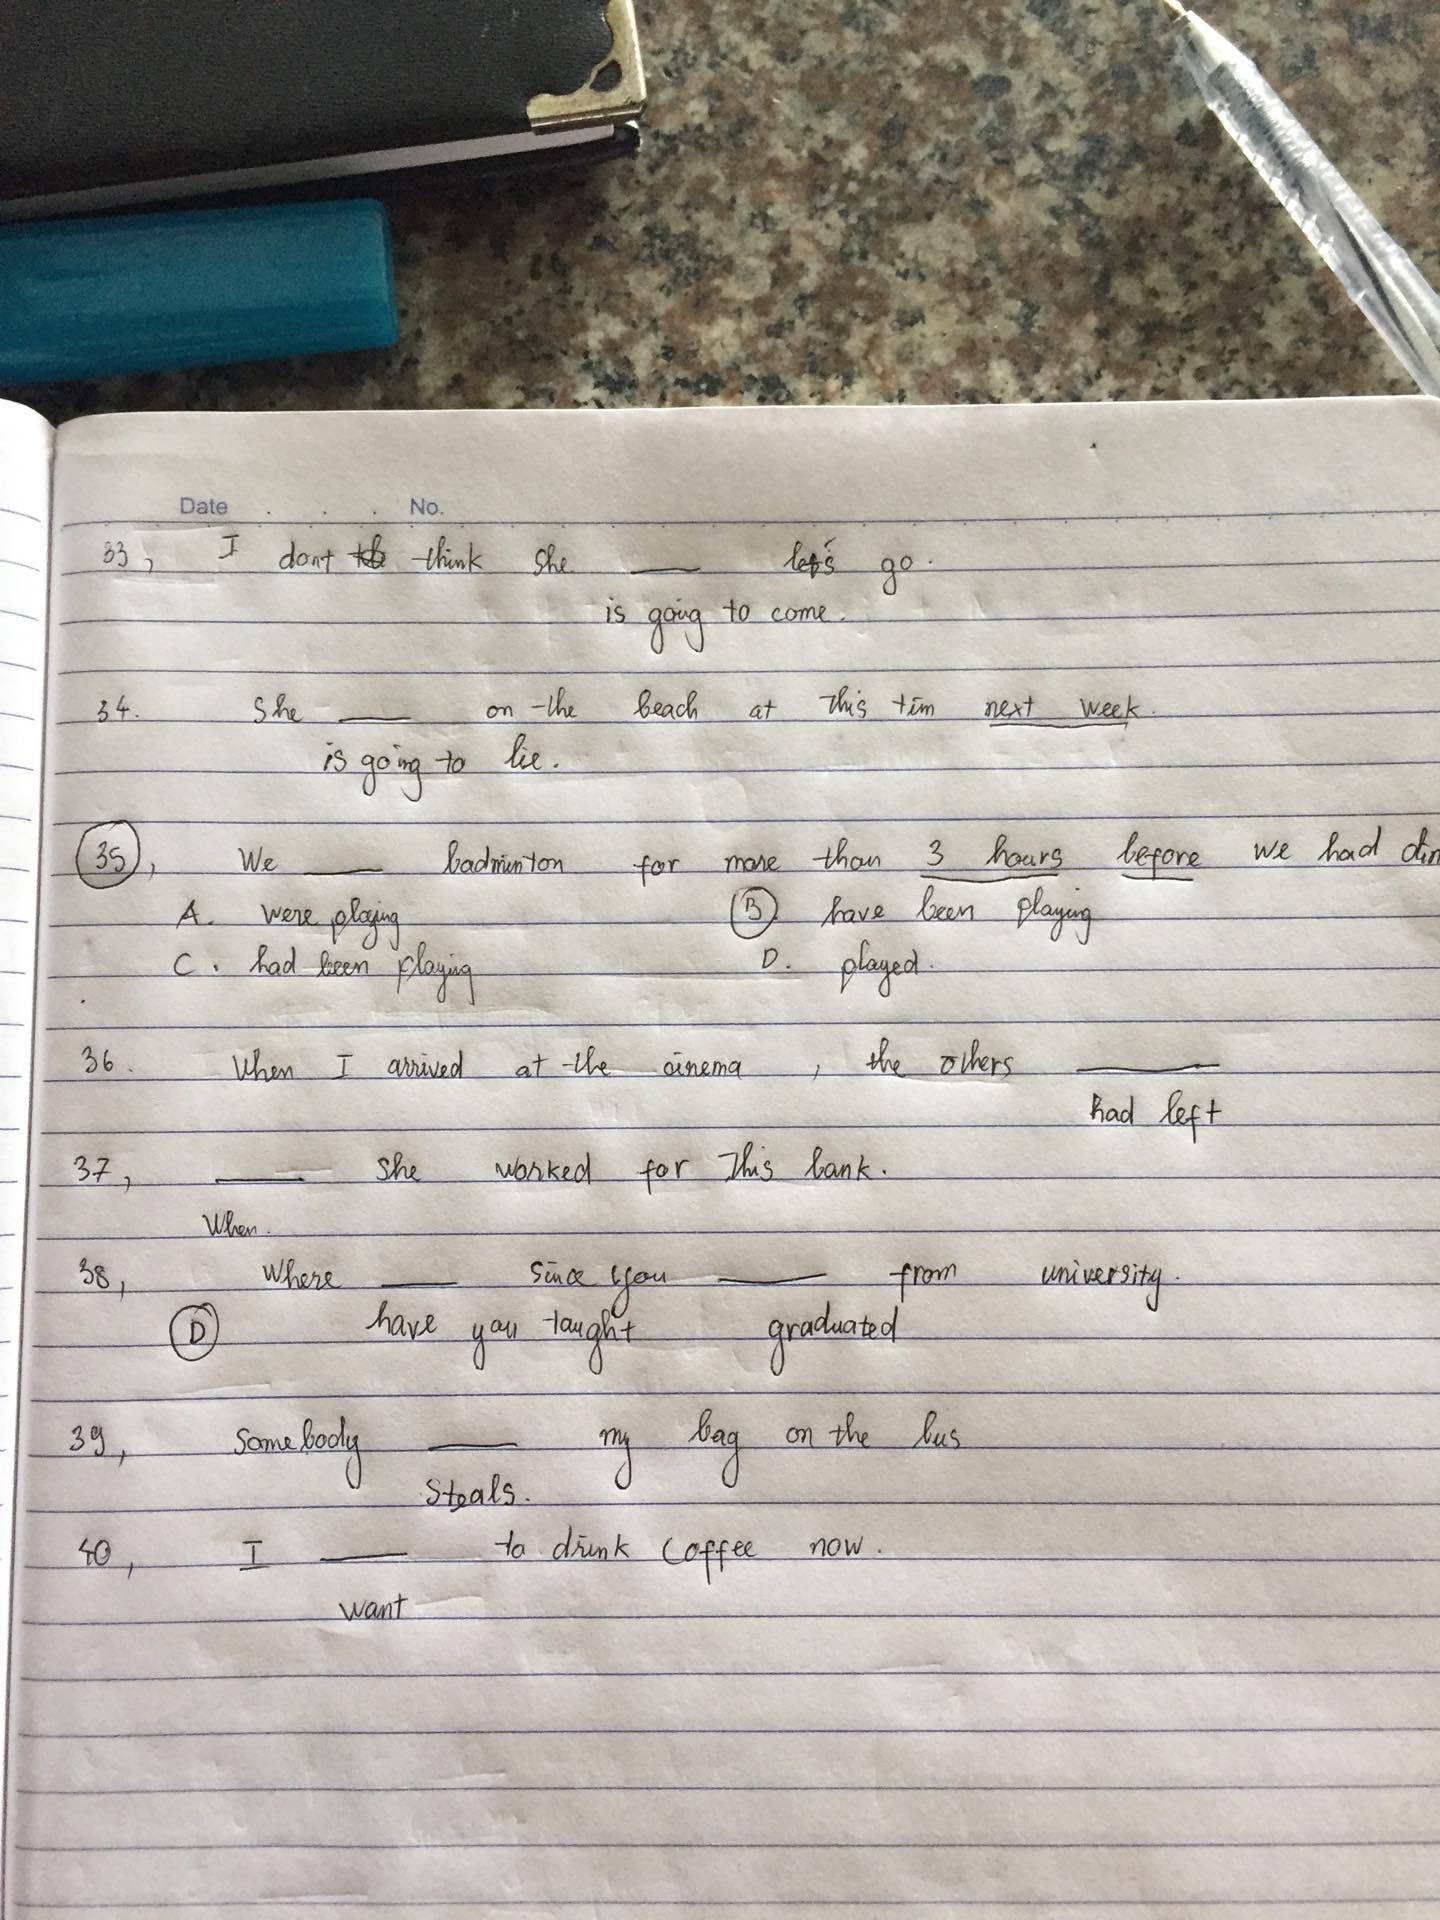 Date . . . No.
33, I dont think she ___ let's go.
is going to come.
34. She ___ on the beach at this tim next week.
is going to lie.
35, We ___ badminton for more than 3 hours before we had din
A. were playing B have been playing
C. had been playing D. played.
36. When I arrived at the cinema, the others ___
had left
37, ___ she worked for this bank.
When.
38, Where ___ since you ___ from university.
D have you taught graduated
39, Somebody ___ my bag on the bus
steals.
40, I ___ to drink coffee now.
want